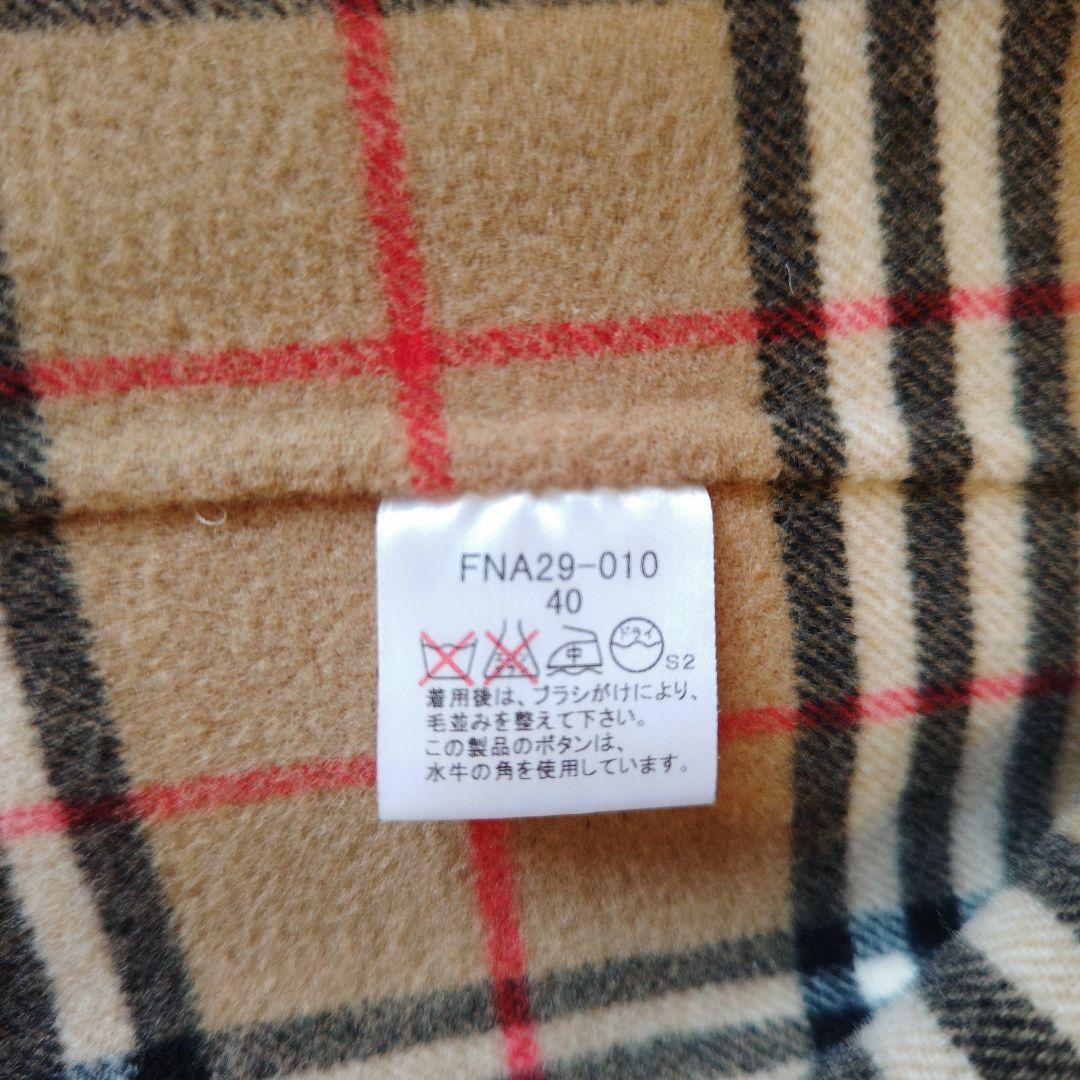 FNA29-010
40
中 ドライ S2
着用後は、ブラシがけにより、
毛並みを整えて下さい。
この製品のボタンは、
水牛の角を使用しています。